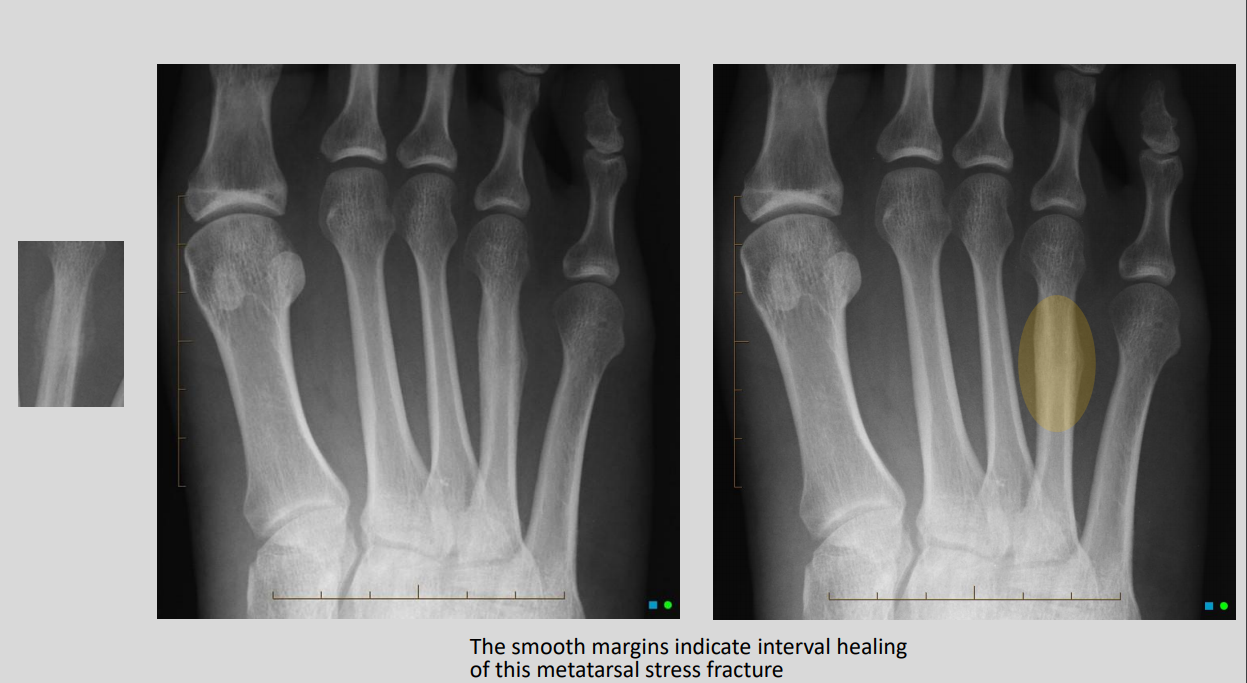 The smooth margins indicate interval healing
of this metatarsal stress fracture